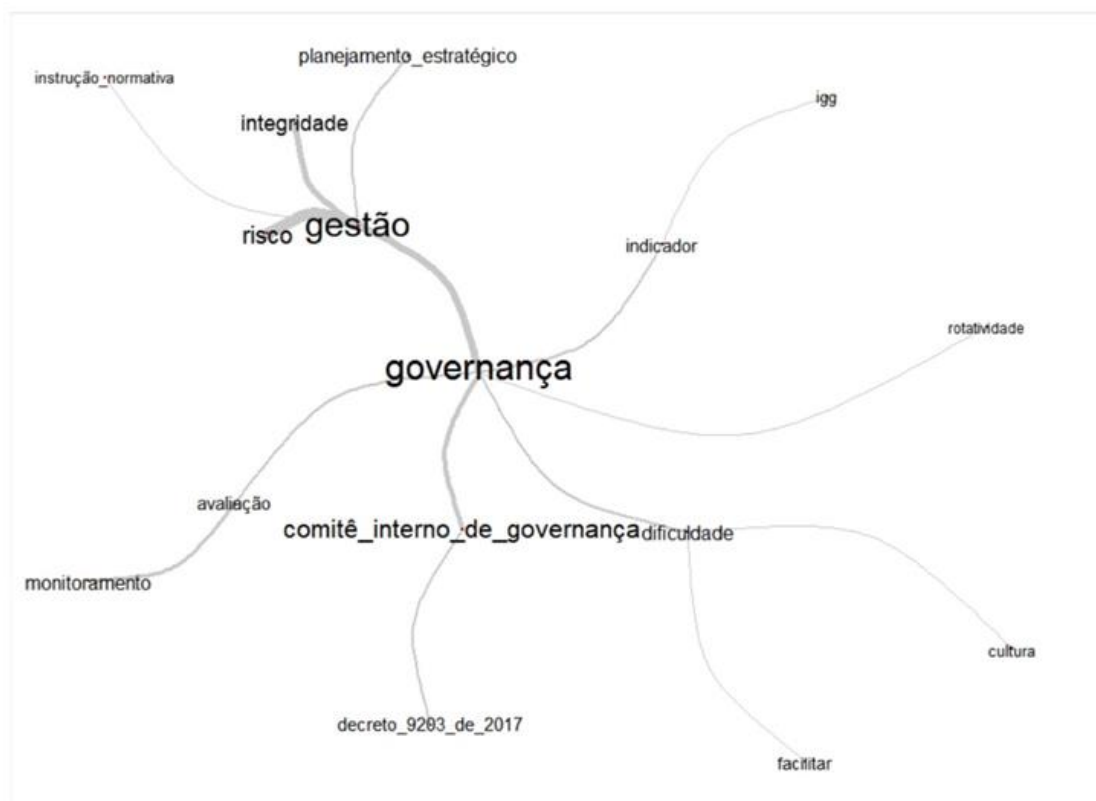 planejamento_estratégico
instrução_normativa
igg
integridade
gestão
risco
indicador
rotatividade
governança
avaliação
comitê_interno_de_governança
dificuldade
monitoramento
cultura
decreto_9203_de_2017
facilitar